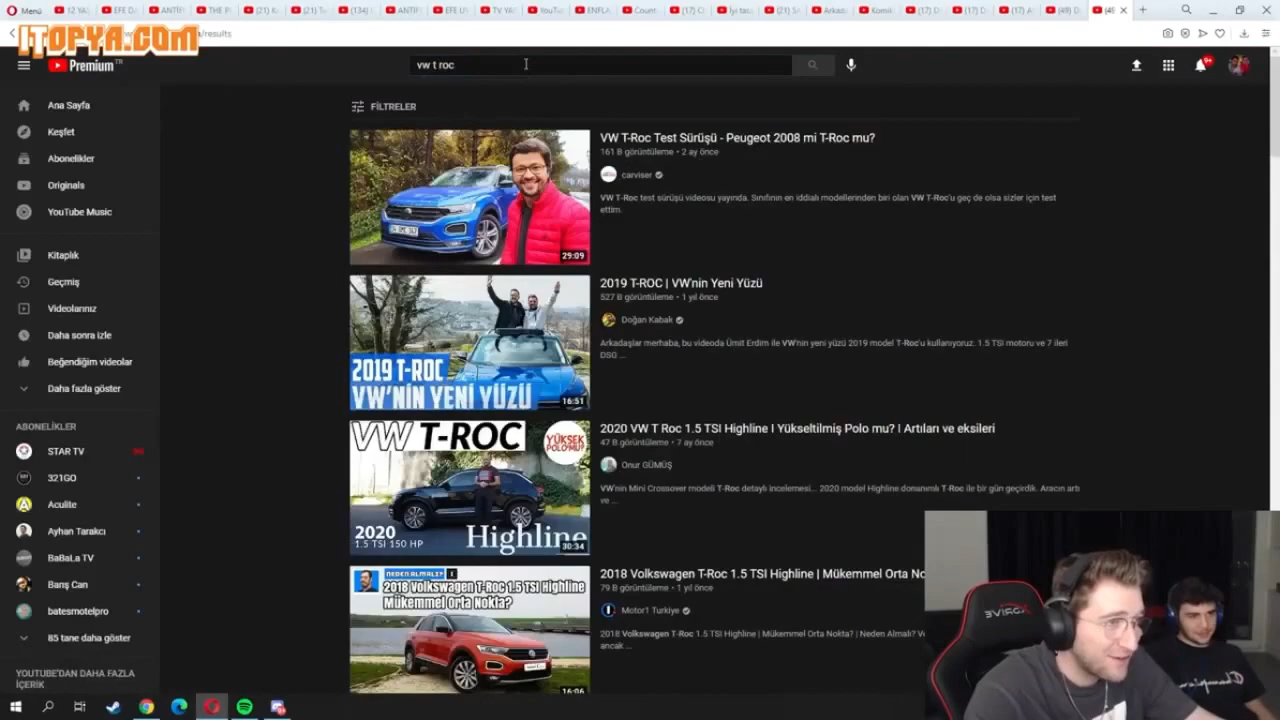 Menü
ITOPYA.COM
/results
Premium TR
vw t roc
9+
Ana Sayfa
Keşfet
Abonelikler
Originals
YouTube Music
Kitaplık
Geçmiş
Videolarınız
Daha sonra izle
Beğendiğim videolar
Daha fazla göster
ABONELİKLER
STAR TV
321GO
Aculite
Ayhan Tarakcı
BaBaLa TV
Barış Can
batesmotelpro
85 tane daha göster
YOUTUBE'DAN DAHA FAZLA
İÇERİK
FİLTRELER
29:09
VW T-Roc Test Sürüşü - Peugeot 2008 mi T-Roc mu?
161 B görüntüleme • 2 ay önce
carviser
VW T-Roc test sürüşü videosu yayında. Sınıfının en iddialı modellerinden biri olan VW T-Roc'u geç de olsa sizler için test
ettim.
2019 T-ROC
VW'NİN YENİ YÜZÜ
16:51
2019 T-ROC | VW'nin Yeni Yüzü
527 B görüntüleme • 1 yıl önce
Doğan Kabak
Arkadaşlar merhaba, bu videoda Ümit Erdim ile VW'nin yeni yüzü 2019 model T-Roc'u kullanıyoruz. 1.5 TSI motoru ve 7 ileri
DSG ...
VW T-ROC
YÜKSEK
POLO MU?
2020
1.5 TSI 150 HP
Highline
30:34
2020 VW T Roc 1.5 TSI Highline I Yükseltilmiş Polo mu? I Artıları ve eksileri
47 B görüntüleme • 7 ay önce
Onur GÜMÜŞ
VW'nin Mini Crossover modeli T-Roc detaylı incelemesi... 2020 model Highline donanımlı T-Roc ile bir gün geçirdik. Aracın artı
ve ...
NEDEN ALMALI?
2018 Volkswagen T-Roc 1.5 TSI Highline
Mükemmel Orta Nokta?
16:06
2018 Volkswagen T-Roc 1.5 TSI Highline | Mükemmel Orta No
79 B görüntüleme • 1 yıl önce
Motor1 Turkiye
2018 Volkswagen T-Roc 1.5 TSI Highline | Mükemmel Orta Nokta? | Neden Almalı? V
ancak ...